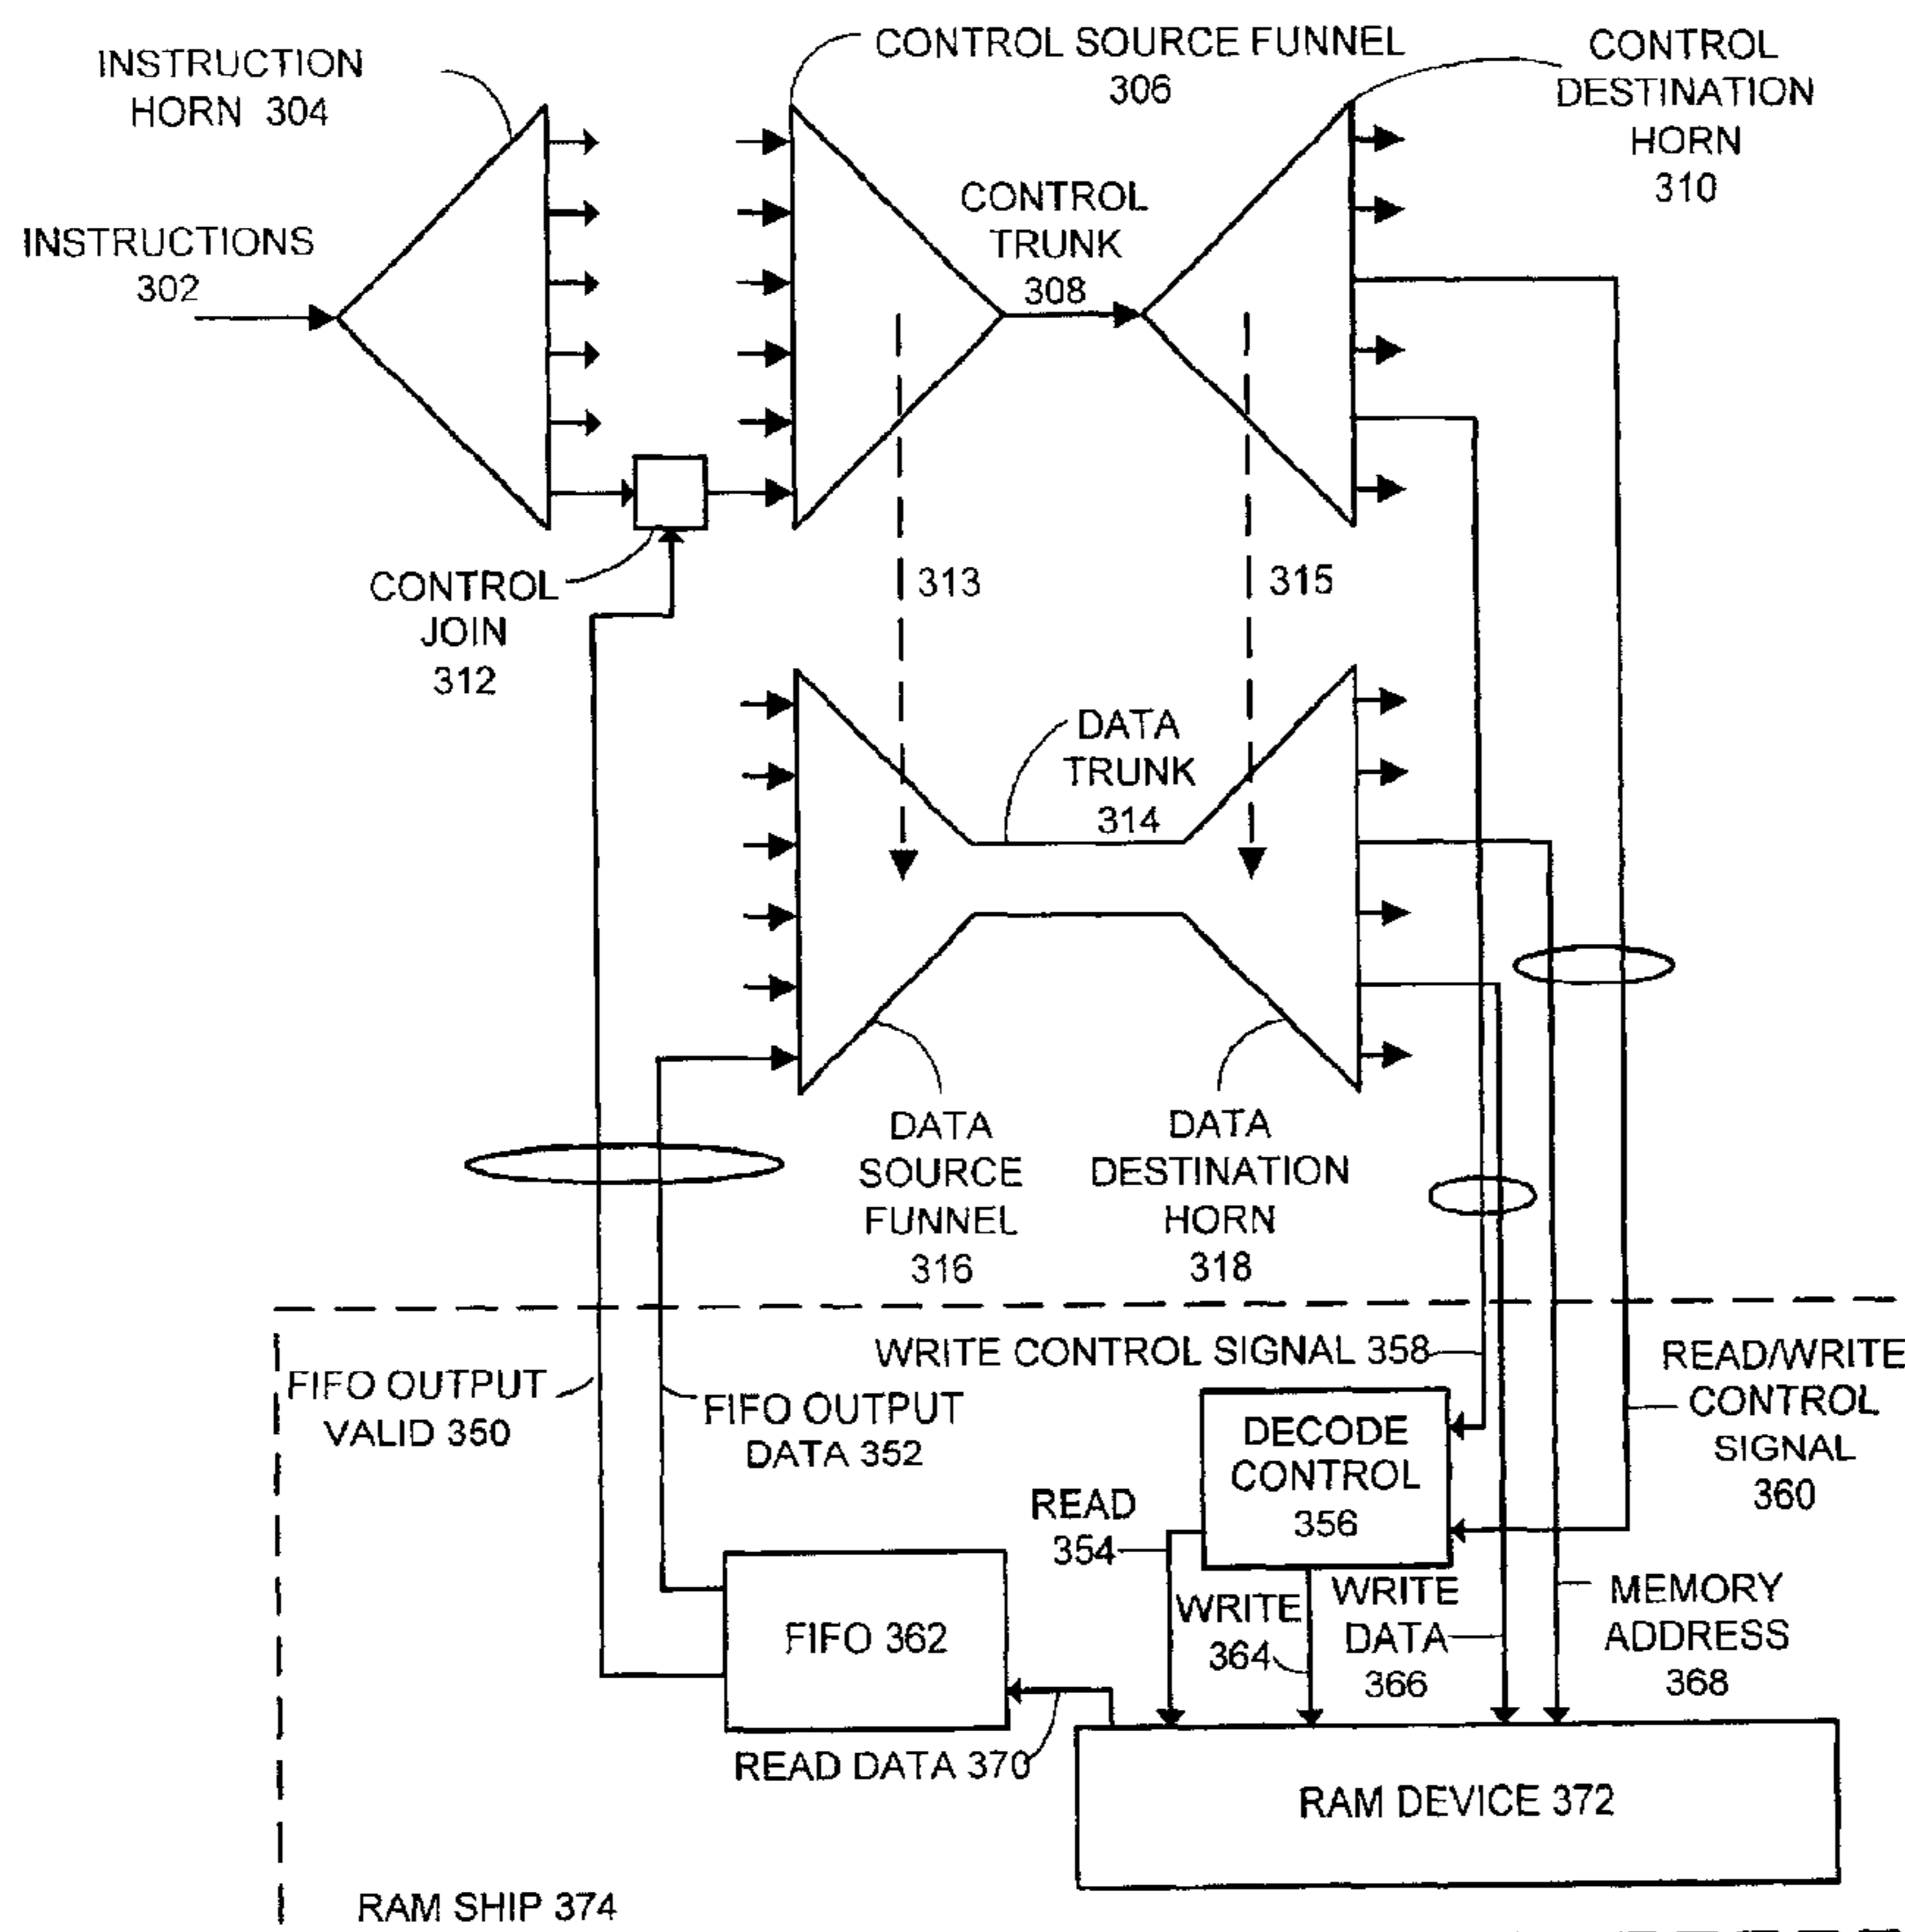 INSTRUCTION
HORN 304
CONTROL SOURCE FUNNEL
306
CONTROL
DESTINATION
HORN
310
INSTRUCTIONS
302
CONTROL
TRUNK
308
CONTROL
JOIN
312
313
315
DATA
TRUNK
314
DATA
SOURCE
FUNNEL
316
DATA
DESTINATION
HORN
318
WRITE CONTROL SIGNAL 358
READ/WRITE
CONTROL
SIGNAL
360
FIFO OUTPUT
VALID 350
FIFO OUTPUT
DATA 352
DECODE
CONTROL
356
READ
354
WRITE
364
WRITE
DATA
366
MEMORY
ADDRESS
368
FIFO 362
READ DATA 370
RAM DEVICE 372
RAM SHIP 374